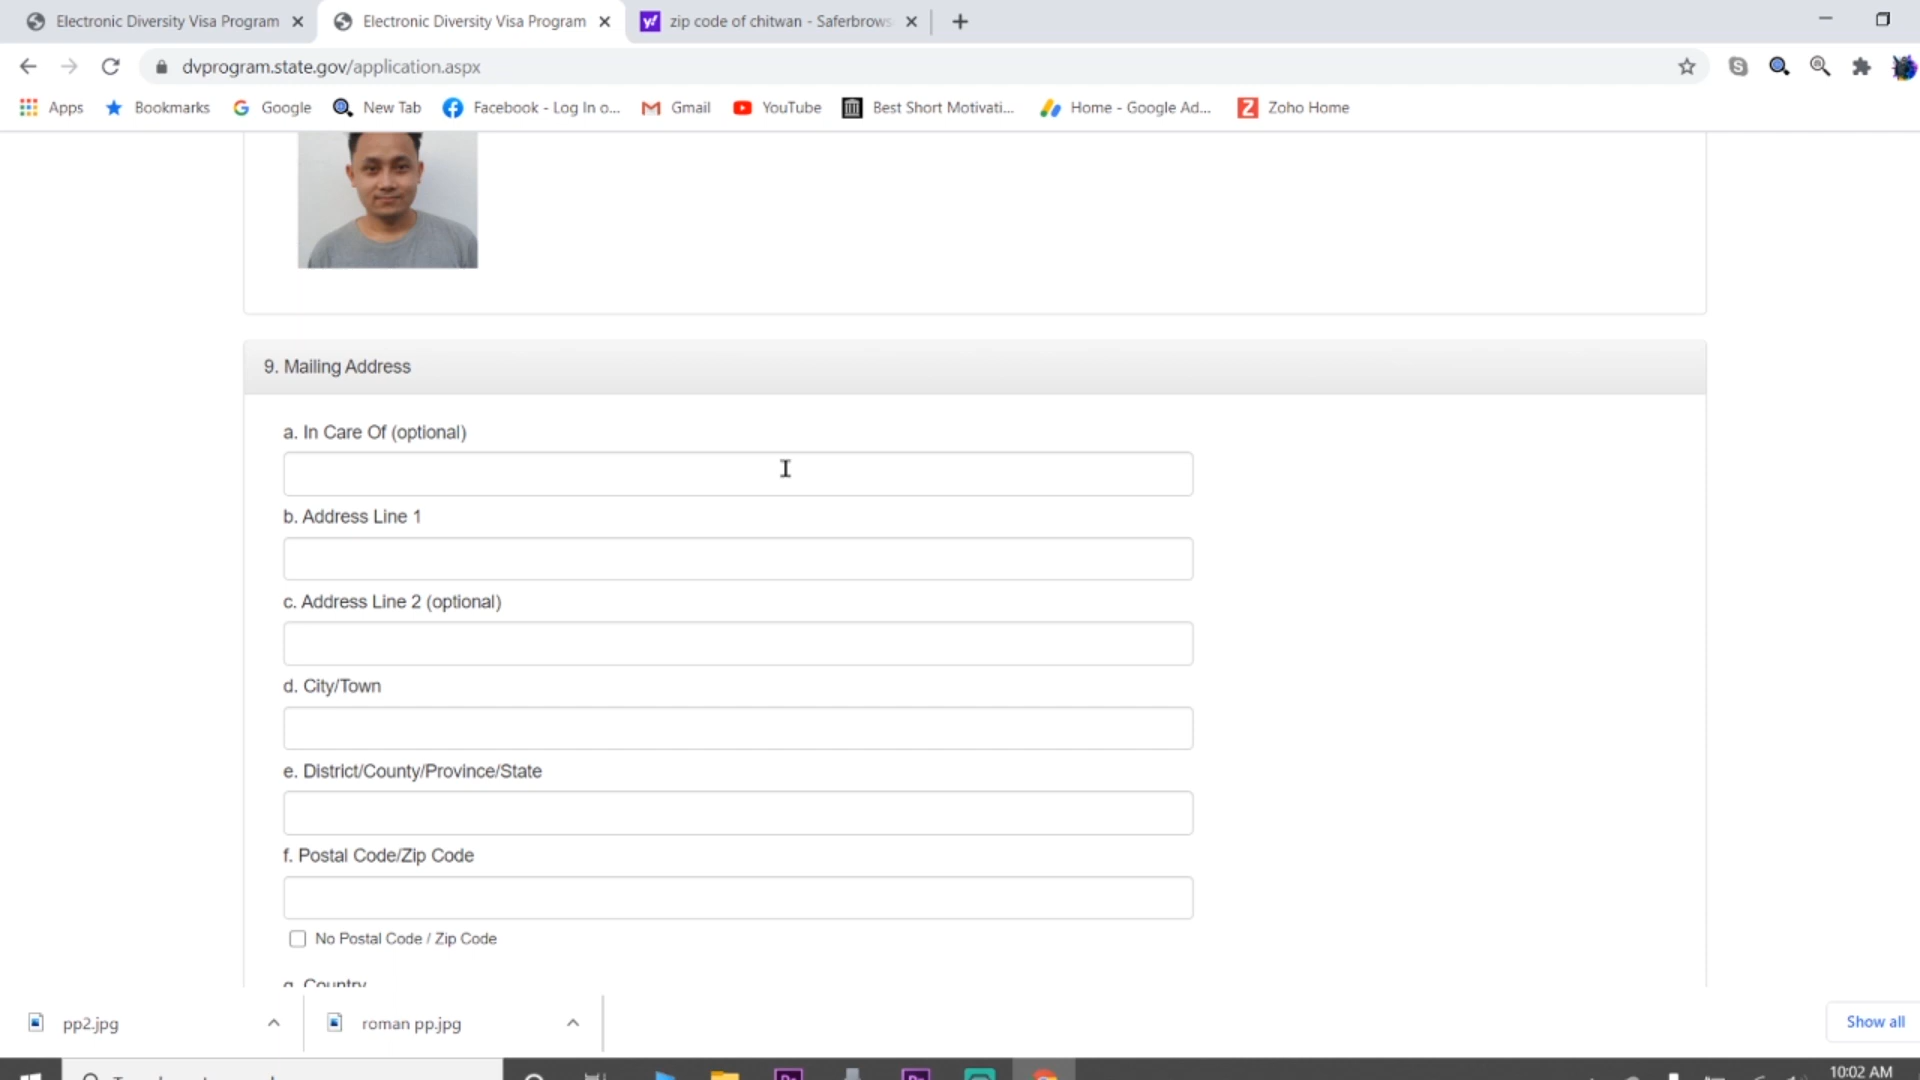 Electronic Diversity Visa Program
Electronic Diversity Visa Program
zip code of chitwan - Saferbrows
dvprogram.state.gov/application.aspx
Apps
Bookmarks
Google
New Tab
Facebook - Log In o...
Gmail
YouTube
Best Short Motivati...
Home - Google Ad...
Zoho Home
9. Mailing Address
a. In Care Of (optional)
b. Address Line 1
c. Address Line 2 (optional)
d. City/Town
e. District/County/Province/State
f. Postal Code/Zip Code
No Postal Code / Zip Code
g. Country
pp2.jpg
roman pp.jpg
Show all
10:02 AM